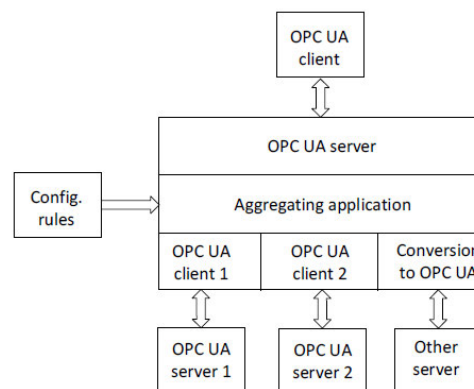 OPC UA
client
OPC UA server
Config.
rules
Aggregating application
OPC UA
client 1
OPC UA
client 2
Conversion
to OPC UA
OPC UA
server 1
OPC UA
server 2
Other
server